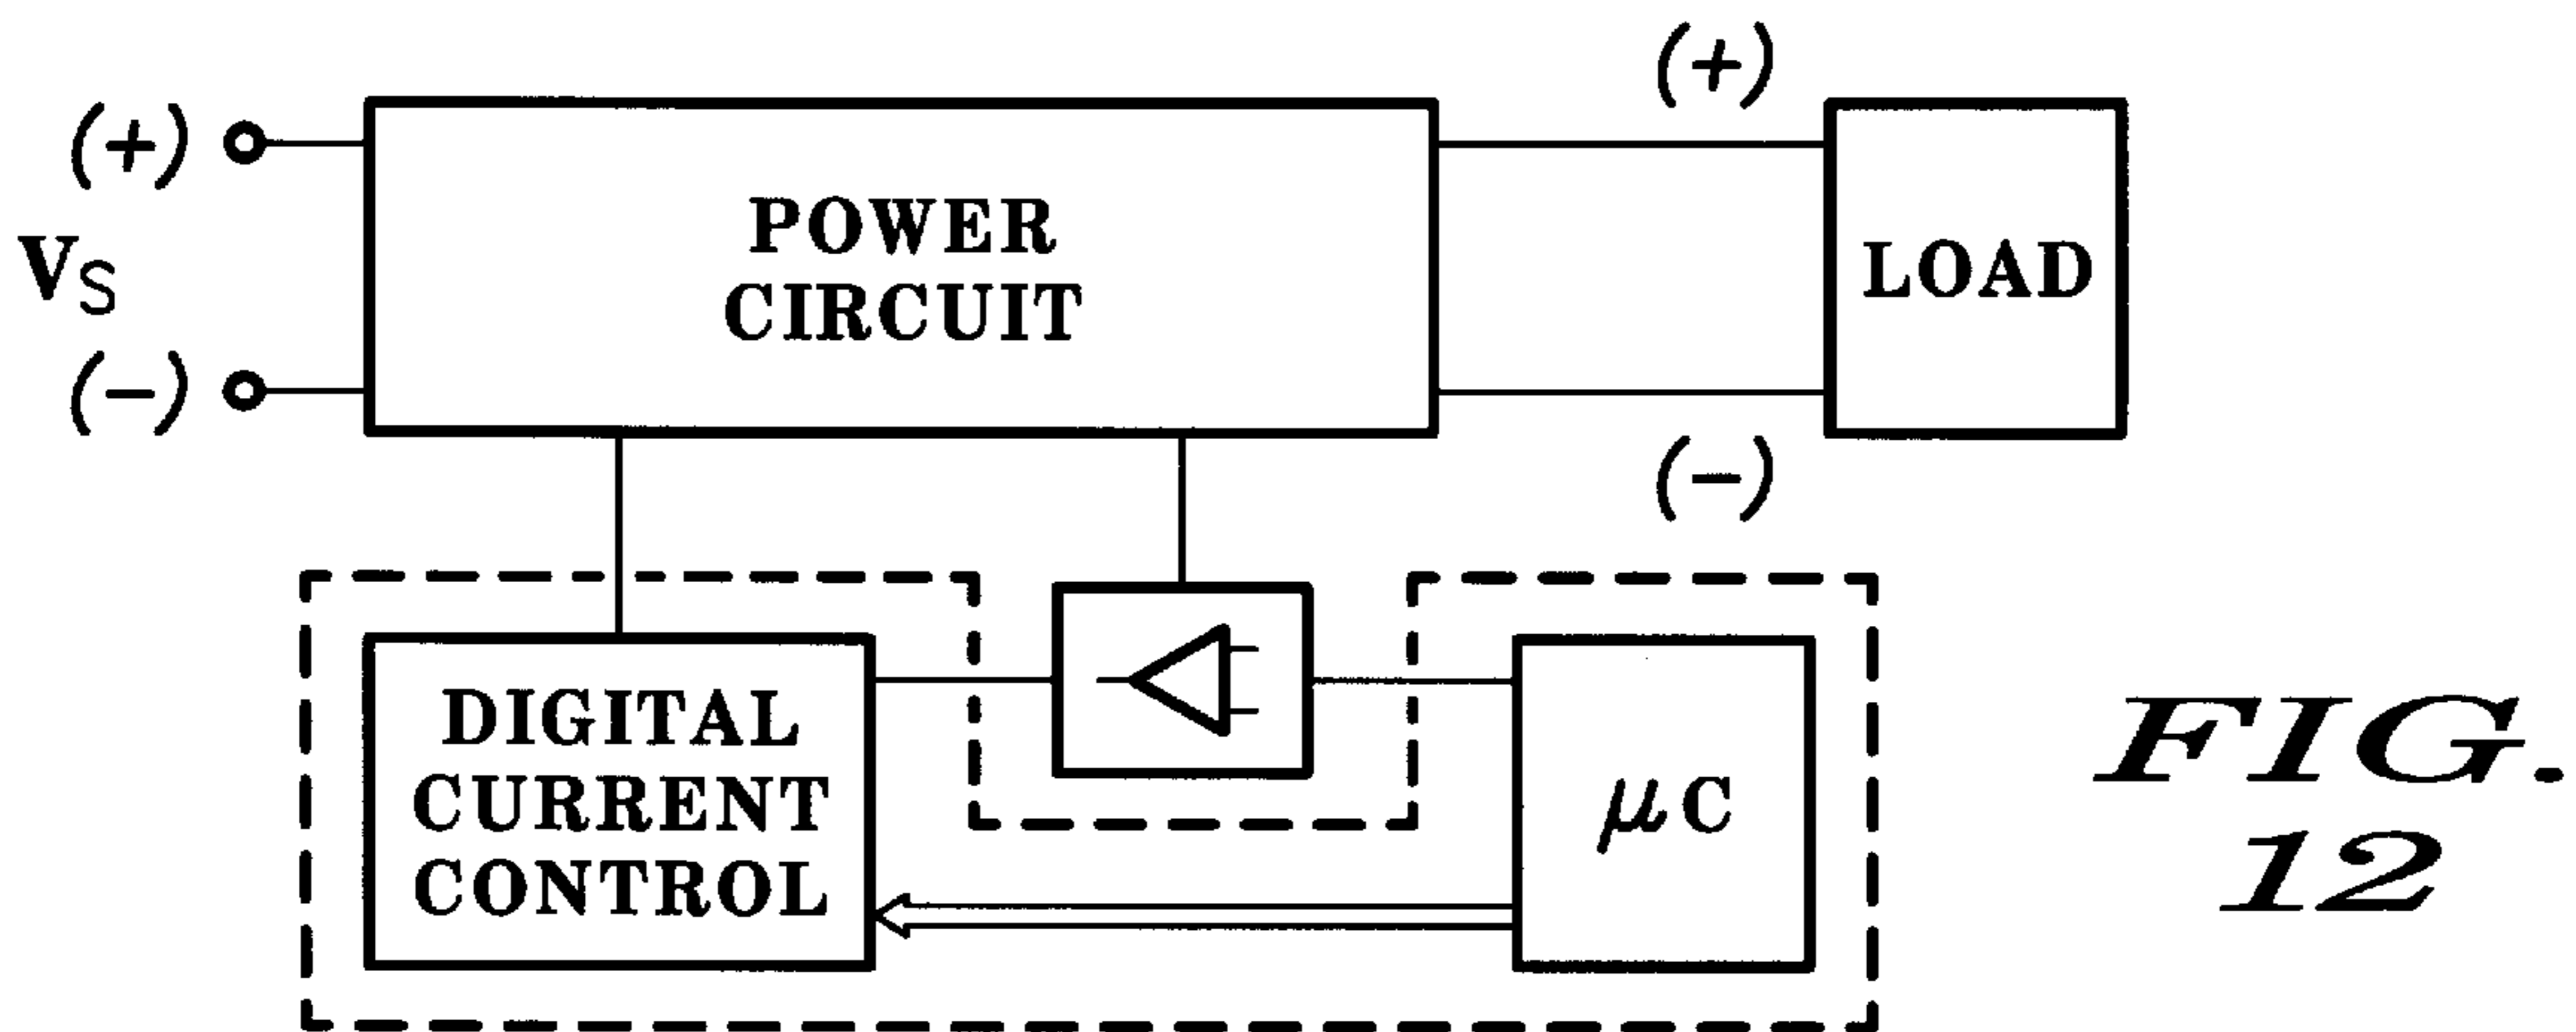 (+)
(+)
POWER
CIRCUIT
LOAD
VS
(-)
(-)
DIGITAL
CURRENT
CONTROL
μC
FIG.
12